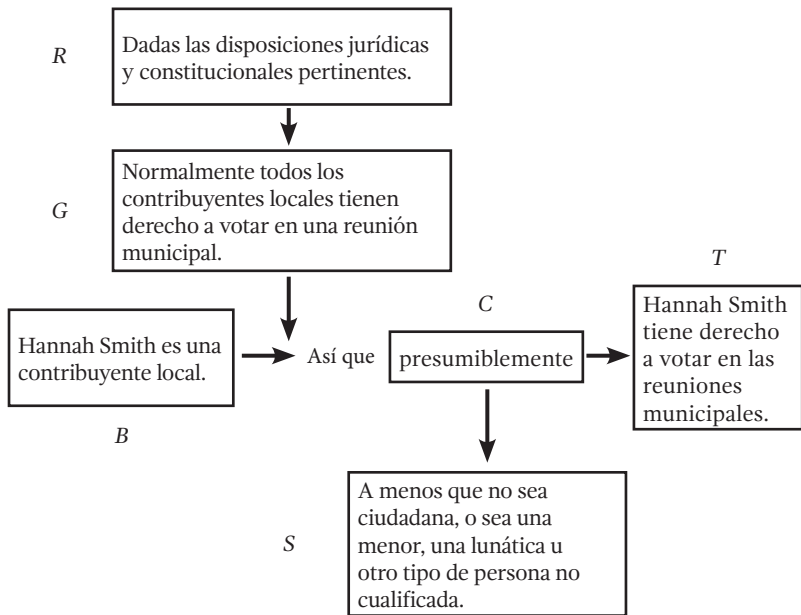 R
Dadas las disposiciones jurídicas
y constitucionales pertinentes.
G
Normalmente todos los
contribuyentes locales tienen
derecho a votar en una reunión
municipal.
Hannah Smith es una
contribuyente local.
B
Así que
C
presumiblemente
T
Hannah Smith
tiene derecho
a votar en las
reuniones
municipales.
S
A menos que no sea
ciudadana, o sea una
menor, una lunática u
otro tipo de persona no
cualificada.